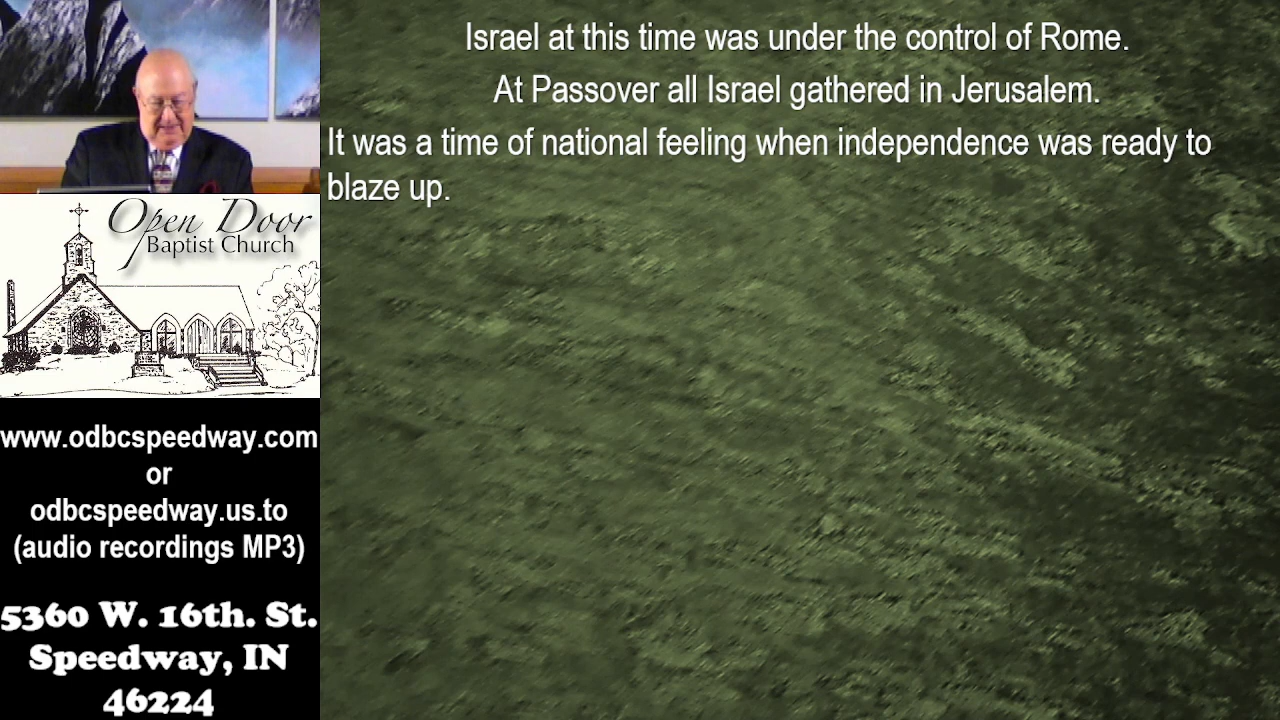 Israel at this time was under the control of Rome.
At Passover all Israel gathered in Jerusalem.
It was a time of national feeling when independence was ready to
blaze up.
Open Door
Baptist Church
www.odbcspeedway.com
or
odbcspeedway.us.to
(audio recordings MP3)
5360 W. 16th. St.
Speedway, IN
46224